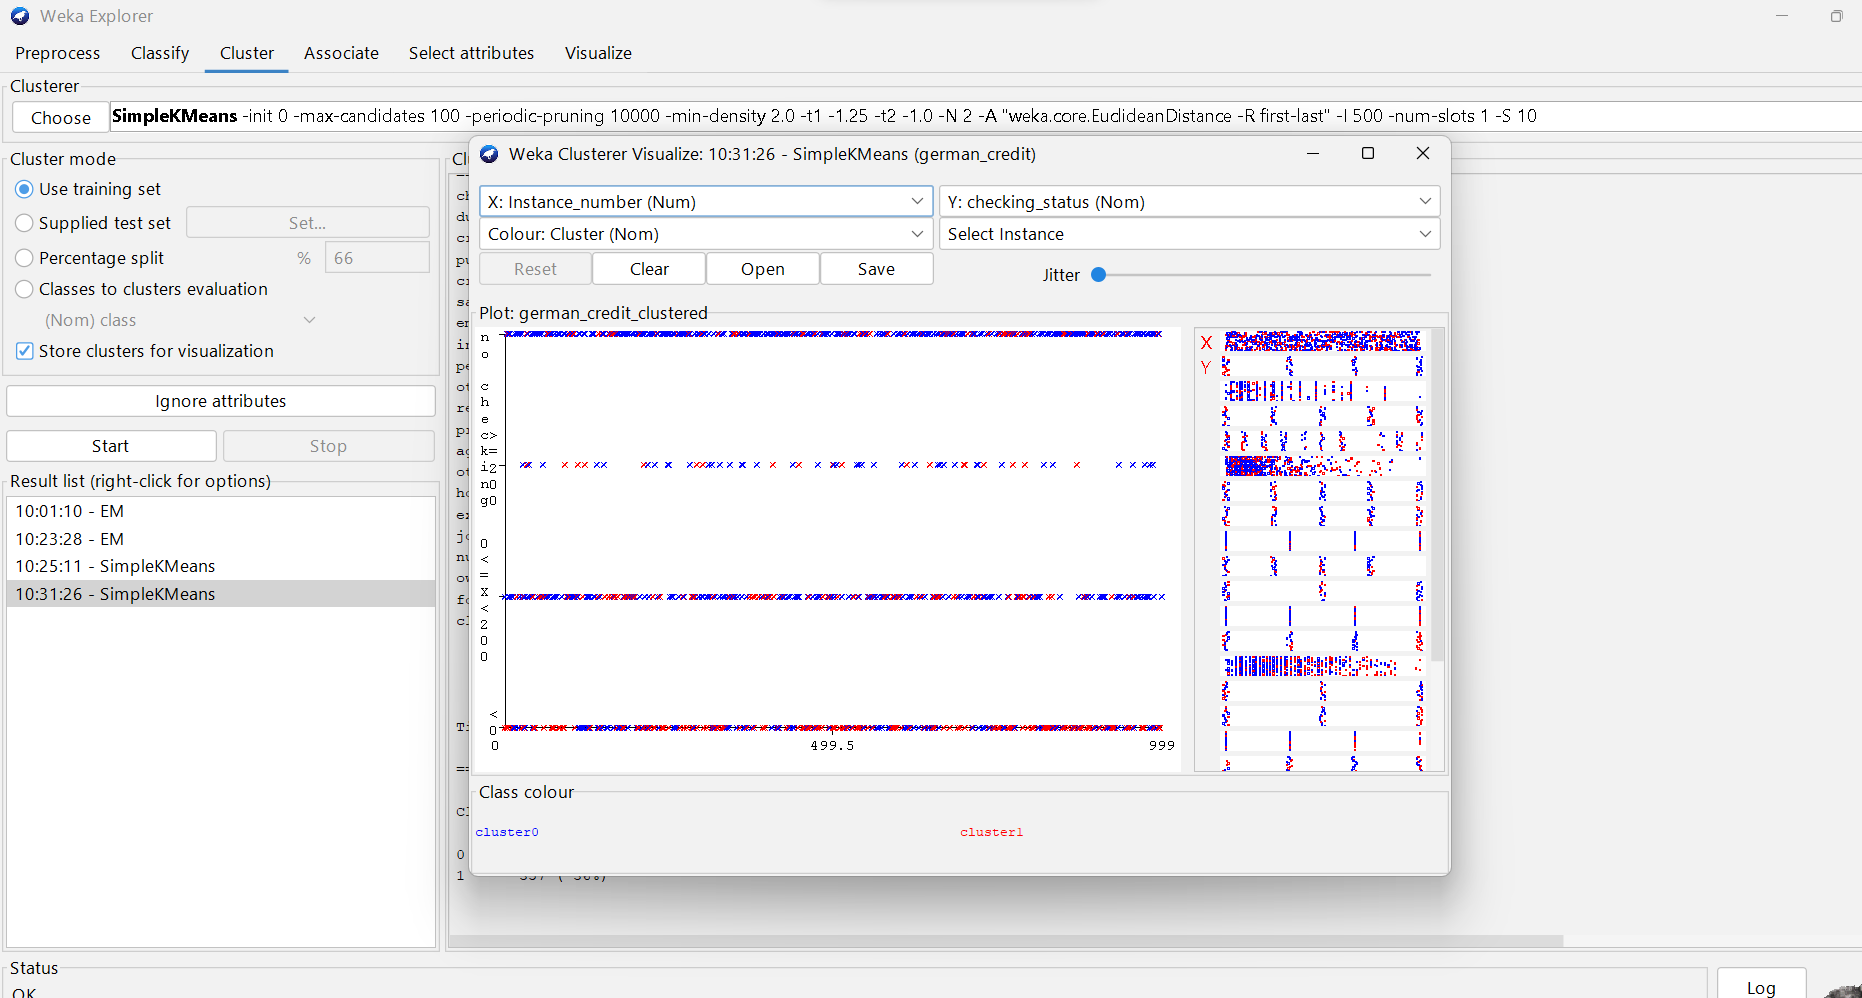 Weka Explorer
Preprocess Classify Cluster Associate Select attributes Visualize
Clusterer
Choose SimpleKMeans -init 0 -max-candidates 100 -periodic-pruning 10000 -min-density 2.0 -t1 -1.25 -t2 -1.0 -N 2 -A "weka.core.EuclideanDistance -R first-last" -I 500 -num-slots 1 -S 10
Cluster mode
Use training set
Supplied test set Set...
Percentage split % 66
Classes to clusters evaluation
(Nom) class
Store clusters for visualization
Ignore attributes
Start Stop
Result list (right-click for options)
10:01:10 - EM
10:23:28 - EM
10:25:11 - SimpleKMeans
10:31:26 - SimpleKMeans
Weka Clusterer Visualize: 10:31:26 - SimpleKMeans (german_credit)
X: Instance_number (Num) Y: checking_status (Nom)
Colour: Cluster (Nom) Select Instance
Reset Clear Open Save Jitter
Plot: german_credit_clustered
no checking
>=200
0<=X<200
<0
0 499.5 999
X
Y
Class colour
cluster0 cluster1
0
1
Status
OK
Log